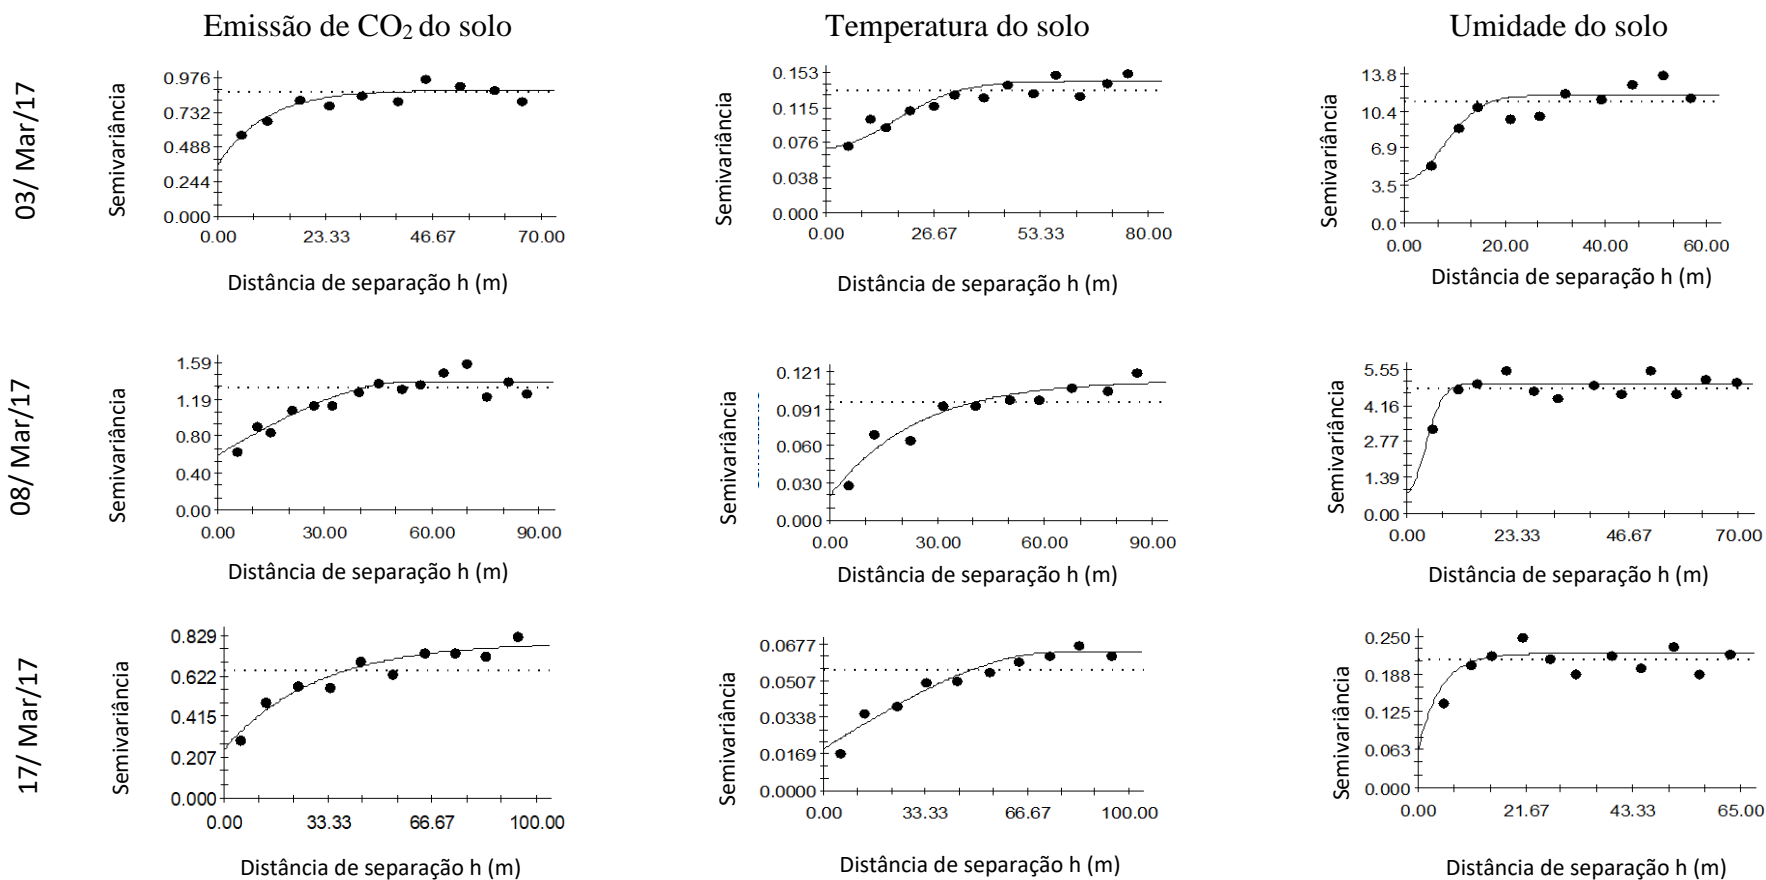 Emissão de CO₂ do solo
Temperatura do solo
Umidade do solo
03/ Mar/17
Semivariância
0.976
0.732
0.488
0.244
0.000
0.00 23.33 46.67 70.00
Distância de separação h (m)
Semivariância
0.153
0.115
0.076
0.038
0.000
0.00 26.67 53.33 80.00
Distância de separação h (m)
Semivariância
13.8
10.4
6.9
3.5
0.0
0.00 20.00 40.00 60.00
Distância de separação h (m)
08/ Mar/17
Semivariância
1.59
1.19
0.80
0.40
0.00
0.00 30.00 60.00 90.00
Distância de separação h (m)
Semivariância
0.121
0.091
0.060
0.030
0.000
0.00 30.00 60.00 90.00
Distância de separação h (m)
Semivariância
5.55
4.16
2.77
1.39
0.00
0.00 23.33 46.67 70.00
Distância de separação h (m)
17/ Mar/17
Semivariância
0.829
0.622
0.415
0.207
0.000
0.00 33.33 66.67 100.00
Distância de separação h (m)
Semivariância
0.0677
0.0507
0.0338
0.0169
0.0000
0.00 33.33 66.67 100.00
Distância de separação h (m)
Semivariância
0.250
0.188
0.125
0.063
0.000
0.00 21.67 43.33 65.00
Distância de separação h (m)